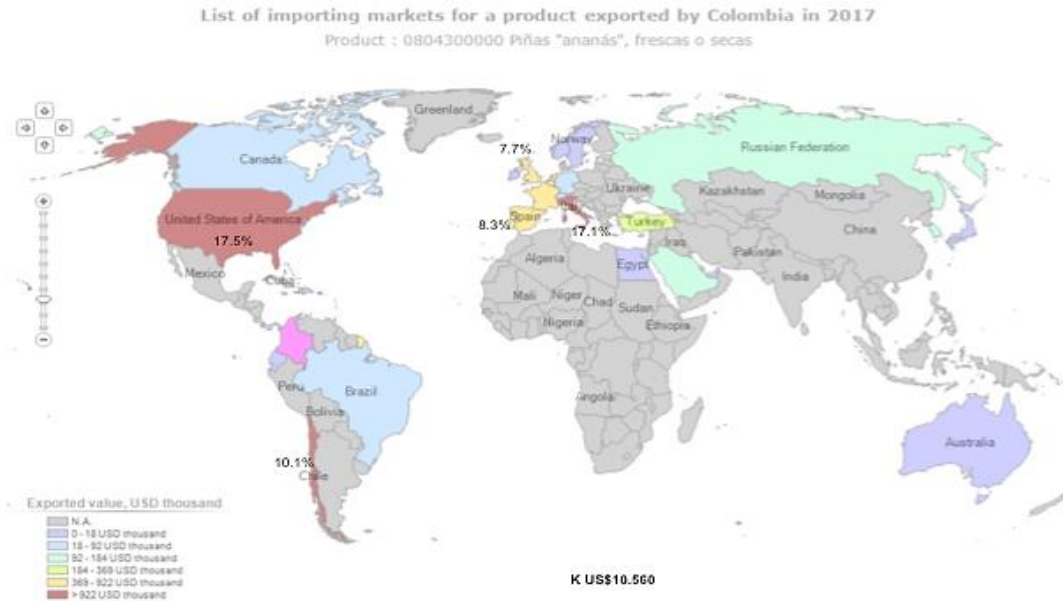 List of importing markets for a product exported by Colombia in 2017
Product : 0804300000 Piñas "ananás", frescas o secas
Greenland
Norway
7.7%
Russian Federation
Canada
Ukraine
Kazakhstan
Mongolia
United States of America
Spain
Turkey
China
17.5%
8.3%
17.1%
Iraq
Pakistan
Mexico
Algeria
Egypt
India
Cuba
Mali
Niger
Chad
Sudan
Nigeria
Ethiopia
Peru
Brazil
Angola
Bolivia
Australia
10.1%
Chile
Exported value, USD thousand
N.A.
0 - 18 USD thousand
18 - 92 USD thousand
92 - 184 USD thousand
184 - 369 USD thousand
369 - 922 USD thousand
> 922 USD thousand
K US$10.560